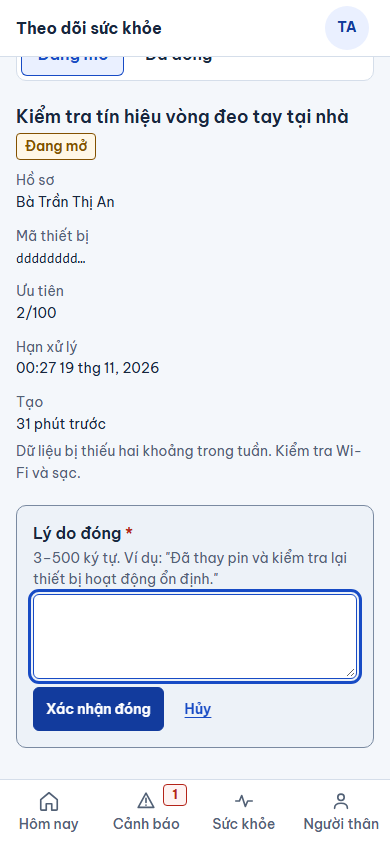 Theo dõi sức khỏe
TA
Đang mở
Đã đóng
Kiểm tra tín hiệu vòng đeo tay tại nhà
Đang mở
Hồ sơ
Bà Trần Thị An
Mã thiết bị
dddddddd…
Ưu tiên
2/100
Hạn xử lý
00:27 19 thg 11, 2026
Tạo
31 phút trước
Dữ liệu bị thiếu hai khoảng trong tuần. Kiểm tra Wi-
Fi và sạc.
Lý do đóng *
3–500 ký tự. Ví dụ: "Đã thay pin và kiểm tra lại
thiết bị hoạt động ổn định."
Xác nhận đóng
Hủy
1
Hôm nay
Cảnh báo
Sức khỏe
Người thân